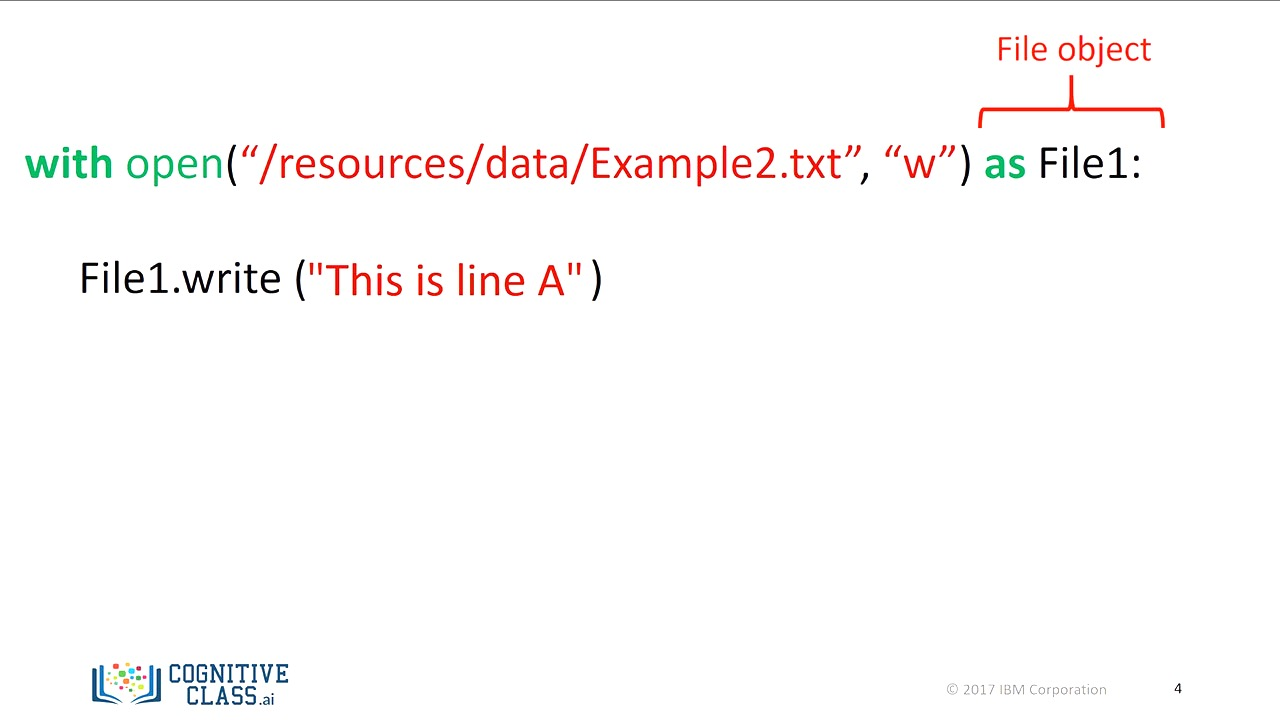 File object
with open(“/resources/data/Example2.txt”, “w”) as File1:
File1.write ("This is line A" )
COGNITIVE
CLASS.ai
© 2017 IBM Corporation
4